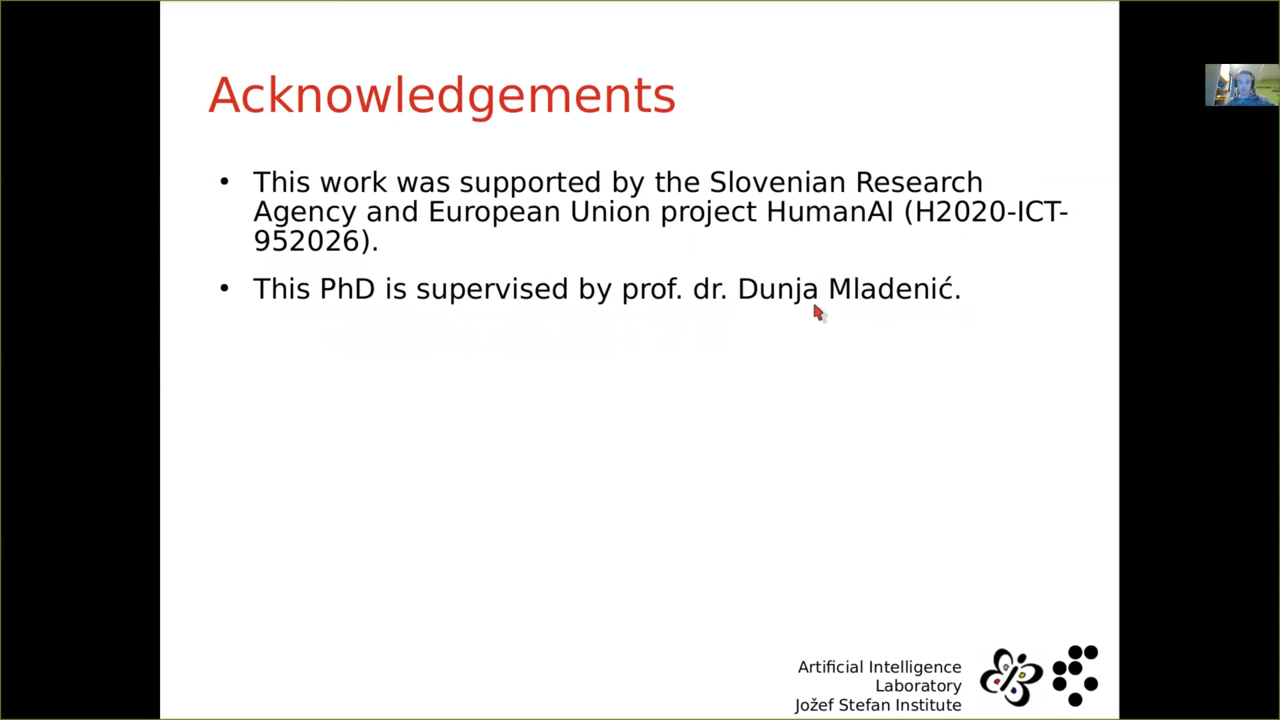 Acknowledgements
• This work was supported by the Slovenian Research
Agency and European Union project HumanAI (H2020-ICT-
952026).
• This PhD is supervised by prof. dr. Dunja Mladenić.
Artificial Intelligence
Laboratory
Jožef Stefan Institute